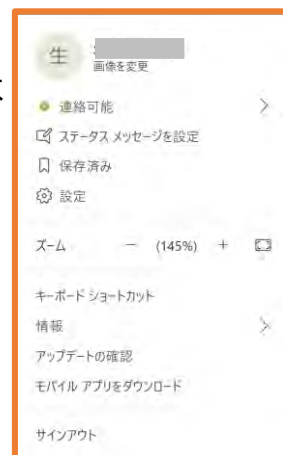 生
画像を変更
連絡可能
ステータス メッセージを設定
保存済み
設定
ズーム － (145%) ＋
キーボード ショートカット
情報
アップデートの確認
モバイル アプリをダウンロード
サインアウト